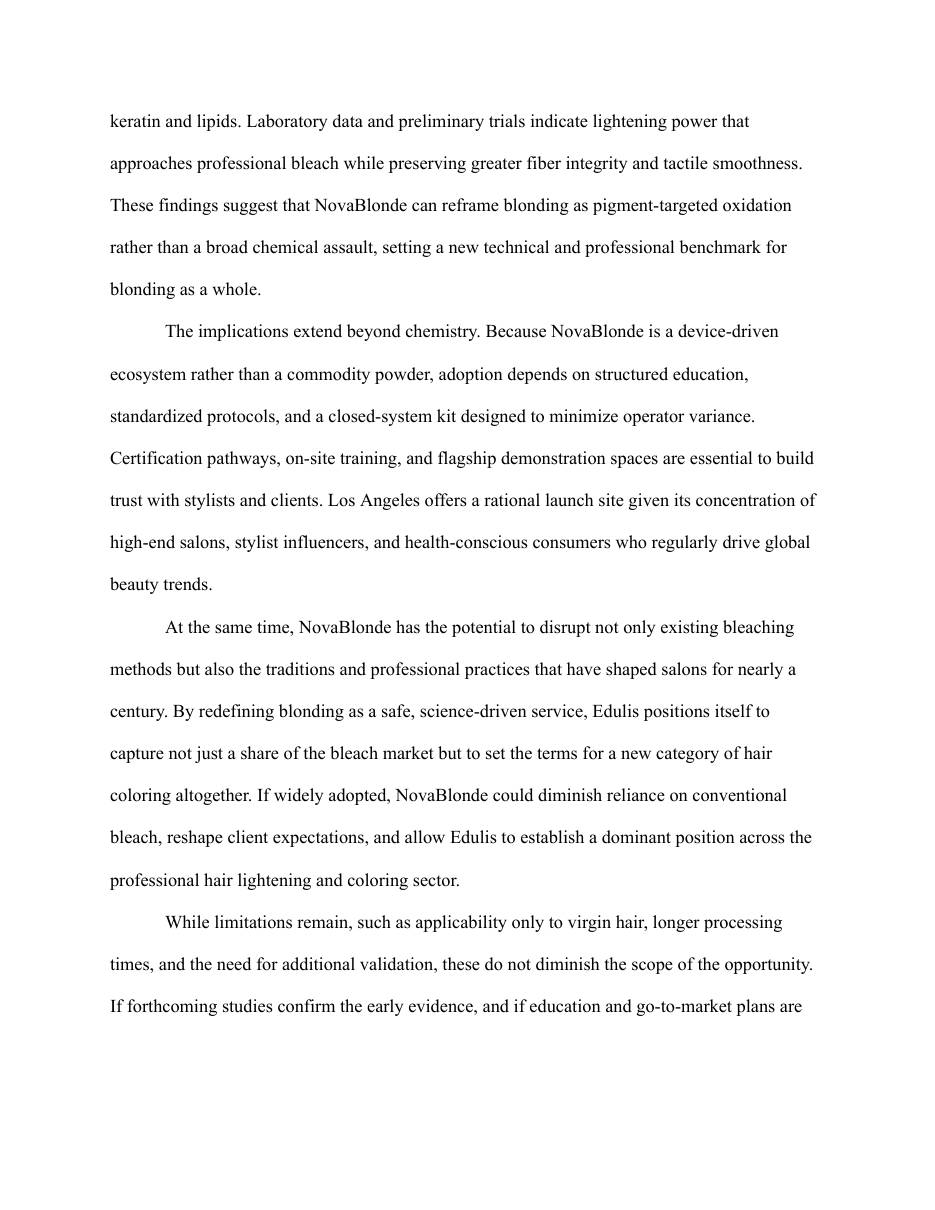 keratin and lipids. Laboratory data and preliminary trials indicate lightening power that
approaches professional bleach while preserving greater fiber integrity and tactile smoothness.
These findings suggest that NovaBlonde can reframe blonding as pigment-targeted oxidation
rather than a broad chemical assault, setting a new technical and professional benchmark for
blonding as a whole.
The implications extend beyond chemistry. Because NovaBlonde is a device-driven
ecosystem rather than a commodity powder, adoption depends on structured education,
standardized protocols, and a closed-system kit designed to minimize operator variance.
Certification pathways, on-site training, and flagship demonstration spaces are essential to build
trust with stylists and clients. Los Angeles offers a rational launch site given its concentration of
high-end salons, stylist influencers, and health-conscious consumers who regularly drive global
beauty trends.
At the same time, NovaBlonde has the potential to disrupt not only existing bleaching
methods but also the traditions and professional practices that have shaped salons for nearly a
century. By redefining blonding as a safe, science-driven service, Edulis positions itself to
capture not just a share of the bleach market but to set the terms for a new category of hair
coloring altogether. If widely adopted, NovaBlonde could diminish reliance on conventional
bleach, reshape client expectations, and allow Edulis to establish a dominant position across the
professional hair lightening and coloring sector.
While limitations remain, such as applicability only to virgin hair, longer processing
times, and the need for additional validation, these do not diminish the scope of the opportunity.
If forthcoming studies confirm the early evidence, and if education and go-to-market plans are